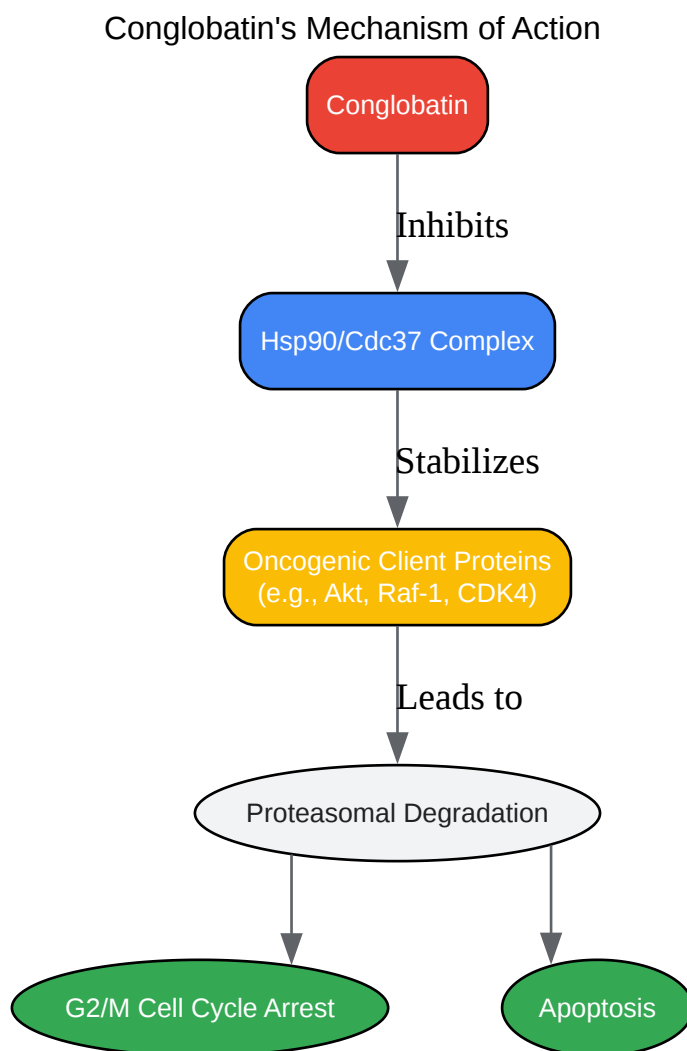 Conglobatin's Mechanism of Action
Conglobatin
Inhibits
Hsp90/Cdc37 Complex
Stabilizes
Oncogenic Client Proteins
(e.g., Akt, Raf-1, CDK4)
Leads to
Proteasomal Degradation
G2/M Cell Cycle Arrest
Apoptosis